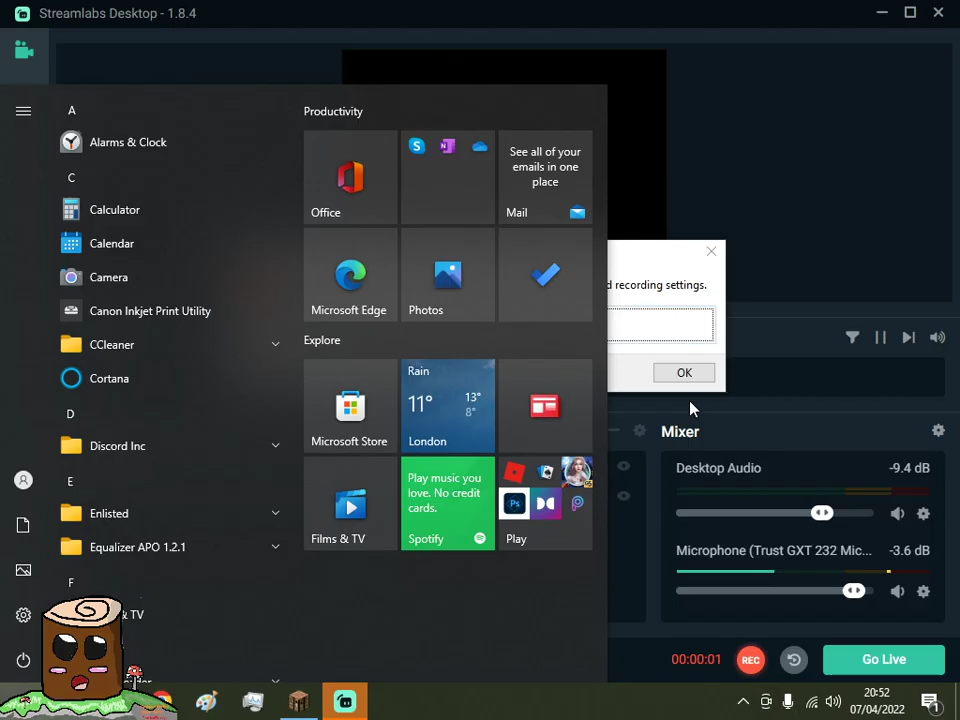 Streamlabs Desktop - 1.8.4
A
Alarms & Clock
C
Calculator
Calendar
Camera
Canon Inkjet Print Utility
CCleaner
Cortana
D
Discord Inc
E
Enlisted
Equalizer APO 1.2.1
F
& TV
Productivity
Office
See all of your
emails in one
place
Mail
Microsoft Edge
Photos
Explore
Microsoft Store
Rain
11°
13°
8°
London
Films & TV
Play music you
love. No credit
cards.
Spotify
Play
d recording settings.
OK
Mixer
Desktop Audio
-9.4 dB
Microphone (Trust GXT 232 Mic...
-3.6 dB
00:00:01
REC
Go Live
20:52
07/04/2022
1